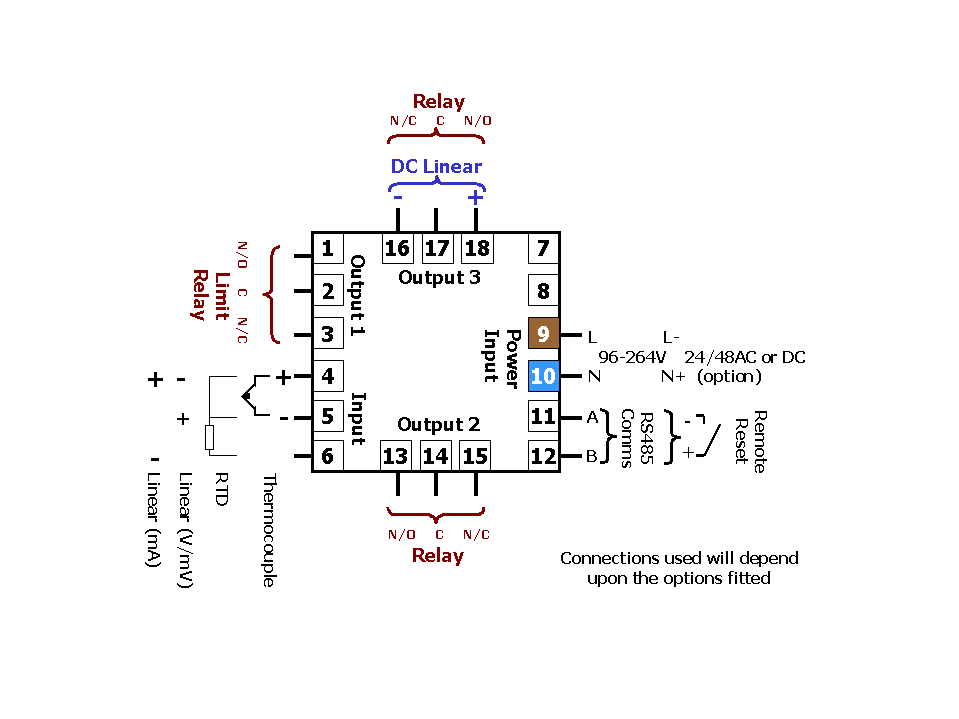 Relay
N/C C N/O
DC Linear
- +
1 16 17 18 7
Output 3
N/O
C
N/C
Limit
Relay
Output 1
2
3
8
9
Power
Input
L L-
96-264V 24/48AC or DC
10
N N+ (option)
+ - + 4
+ - 5
- 6
Input
Linear (mA)
Linear (V/mV)
RTD
Thermocouple
Output 2
13 14 15
11 A
12 B
RS485
Comms
-
+
Remote
Reset
N/O C N/C
Relay
Connections used will depend
upon the options fitted